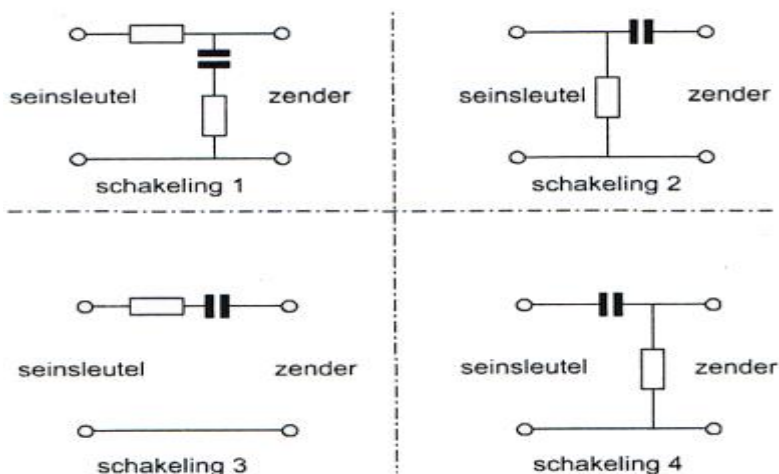 seinsleutel zender
schakeling 1
seinsleutel zender
schakeling 2
seinsleutel zender
schakeling 3
seinsleutel zender
schakeling 4